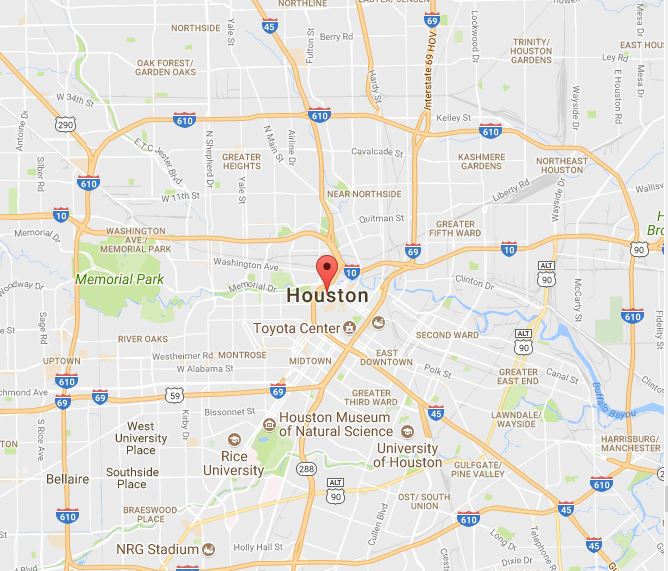 NORTHLINE
EASTEX/JENSEN
NORTHSIDE
Yale St
45
Fulton St
Berry Rd
69
Interstate 69 HOV
Lockwood Dr
Mesa Dr
TRINITY/
HOUSTON
GARDENS
EAST HOU
Ley Rd
OAK FOREST/
GARDEN OAKS
Hardy St
E Houston Rd
Mesa Dr
Wayside Dr
W 34th St
Antoine Dr
290
610
610
Kelley St
610
E.T.C. Jester Blvd
N Shepherd Dr
N Main St
Airline Dr
Cavalcade St
GREATER
HEIGHTS
KASHMERE
GARDENS
NORTHEAST
HOUSTON
Silber Rd
610
Yale St
W 11th St
NEAR NORTHSIDE
Liberty Rd
N Wayside Dr
Wallisv
10
Quitman St
Memorial Dr
WASHINGTON
AVE./
MEMORIAL PARK
GREATER
FIFTH WARD
69
10
90
Washington Ave
10
Woodway Dr
Memorial Park
Memorial Dr
Houston
Clinton Dr
ALT
90
McCarty St
Sage Rd
Toyota Center
610
Fidelity St
RIVER OAKS
Westheimer Rd
MONTROSE
MIDTOWN
EAST
DOWNTOWN
SECOND WARD
ALT
90
UPTOWN
W Alabama St
Polk St
Canal St
610
GREATER
EAST END
Clinton
Richmond Ave
69
69
59
69
GREATER
THIRD WARD
Buffalo Bayou
S Rice Ave
Bissonnet St
Kirby Dr
45
LAWNDALE/
WAYSIDE
West
University
Place
Houston Museum
of Natural Science
HARRISBURG/
MANCHESTER
Rice
University
University
of Houston
Southside
Place
Bellaire
288
ALT
90
GULFGATE/
PINE VALLEY
610
OST/ SOUTH
UNION
BRAESWOOD
PLACE
610
Cullen Blvd
610
45
NRG Stadium
Holly Hall St
Long Dr
Telephone Rd
Dixie Dr
45